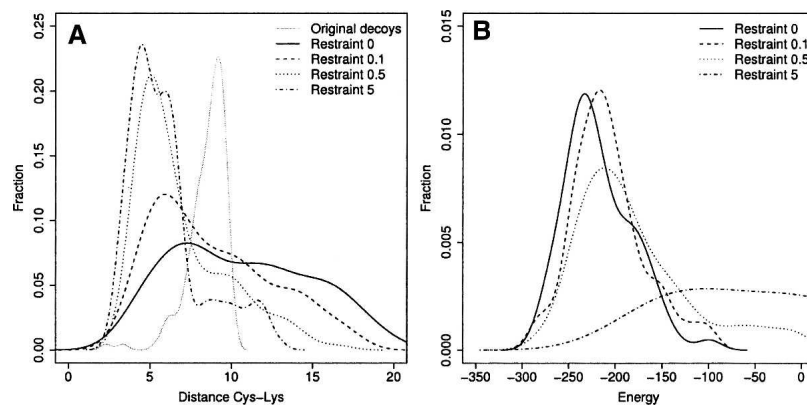 A
Original decoys
Restraint 0
Restraint 0.1
Restraint 0.5
Restraint 5
Fraction
0.25
0.20
0.15
0.10
0.05
0.00
0 5 10 15 20
Distance Cys-Lys
B
Restraint 0
Restraint 0.1
Restraint 0.5
Restraint 5
Fraction
0.015
0.010
0.005
0.000
−350 −300 −250 −200 −150 −100 −50 0
Energy